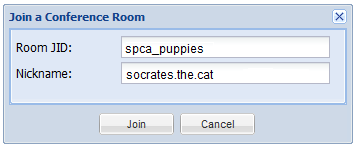 Join a Conference Room
Room JID: spca_puppies
Nickname: socrates.the.cat
Join Cancel